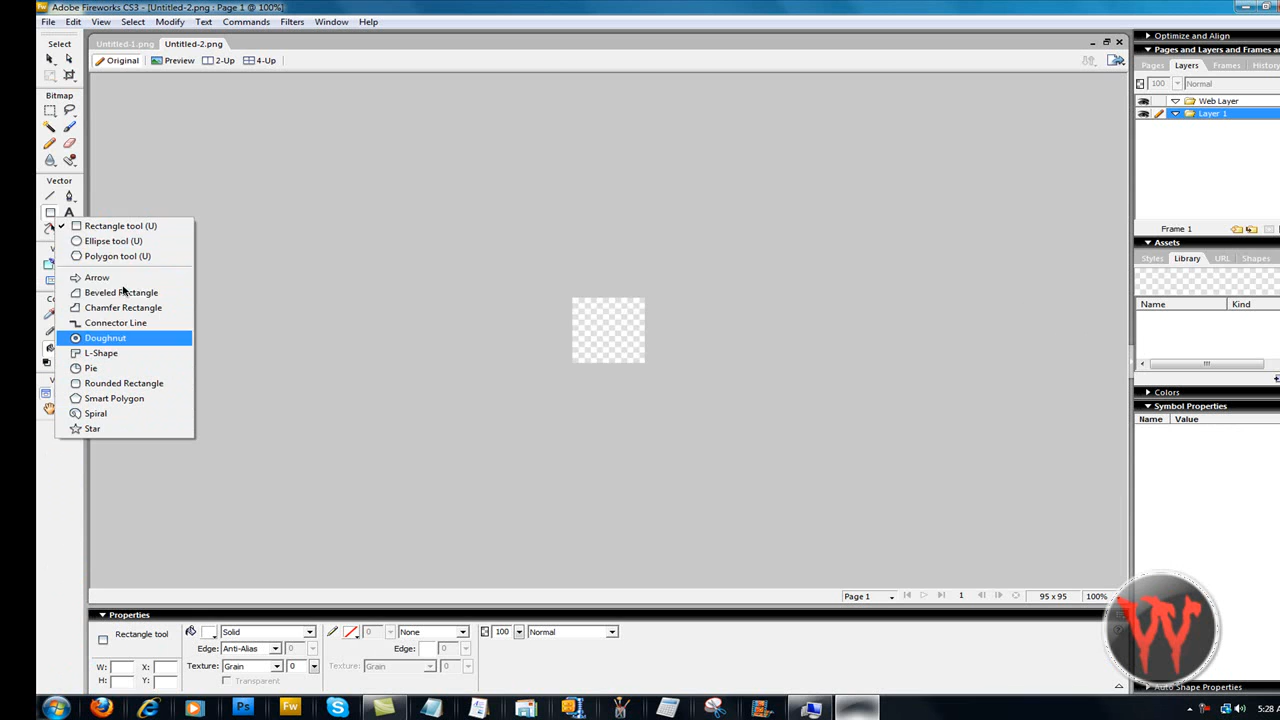 Adobe Fireworks CS3 - [Untitled-2.png : Page 1 @ 100%]
File Edit View Select Modify Text Commands Filters Window Help
Select
Bitmap
Vector
Rectangle tool (U)
Ellipse tool (U)
Polygon tool (U)
Arrow
Beveled Rectangle
Chamfer Rectangle
Connector Line
Doughnut
L-Shape
Pie
Rounded Rectangle
Smart Polygon
Spiral
Star
Untitled-1.png Untitled-2.png
Original Preview 2-Up 4-Up
Page 1 1 95 x 95 100%
Optimize and Align
Pages and Layers and Frames
Pages Layers Frames History
100 Normal
Web Layer
Layer 1
Frame 1
Assets
Styles Library URL Shapes
Name Kind
Colors
Symbol Properties
Name Value
Auto Shape Properties
Properties
Rectangle tool Solid 0 None 100 Normal
Edge: Anti-Alias 0 Edge: 0
W: X: Texture: Grain 0 Texture: Grain 0
H: Y: Transparent
W
Fw
Ps
Fw
5:28